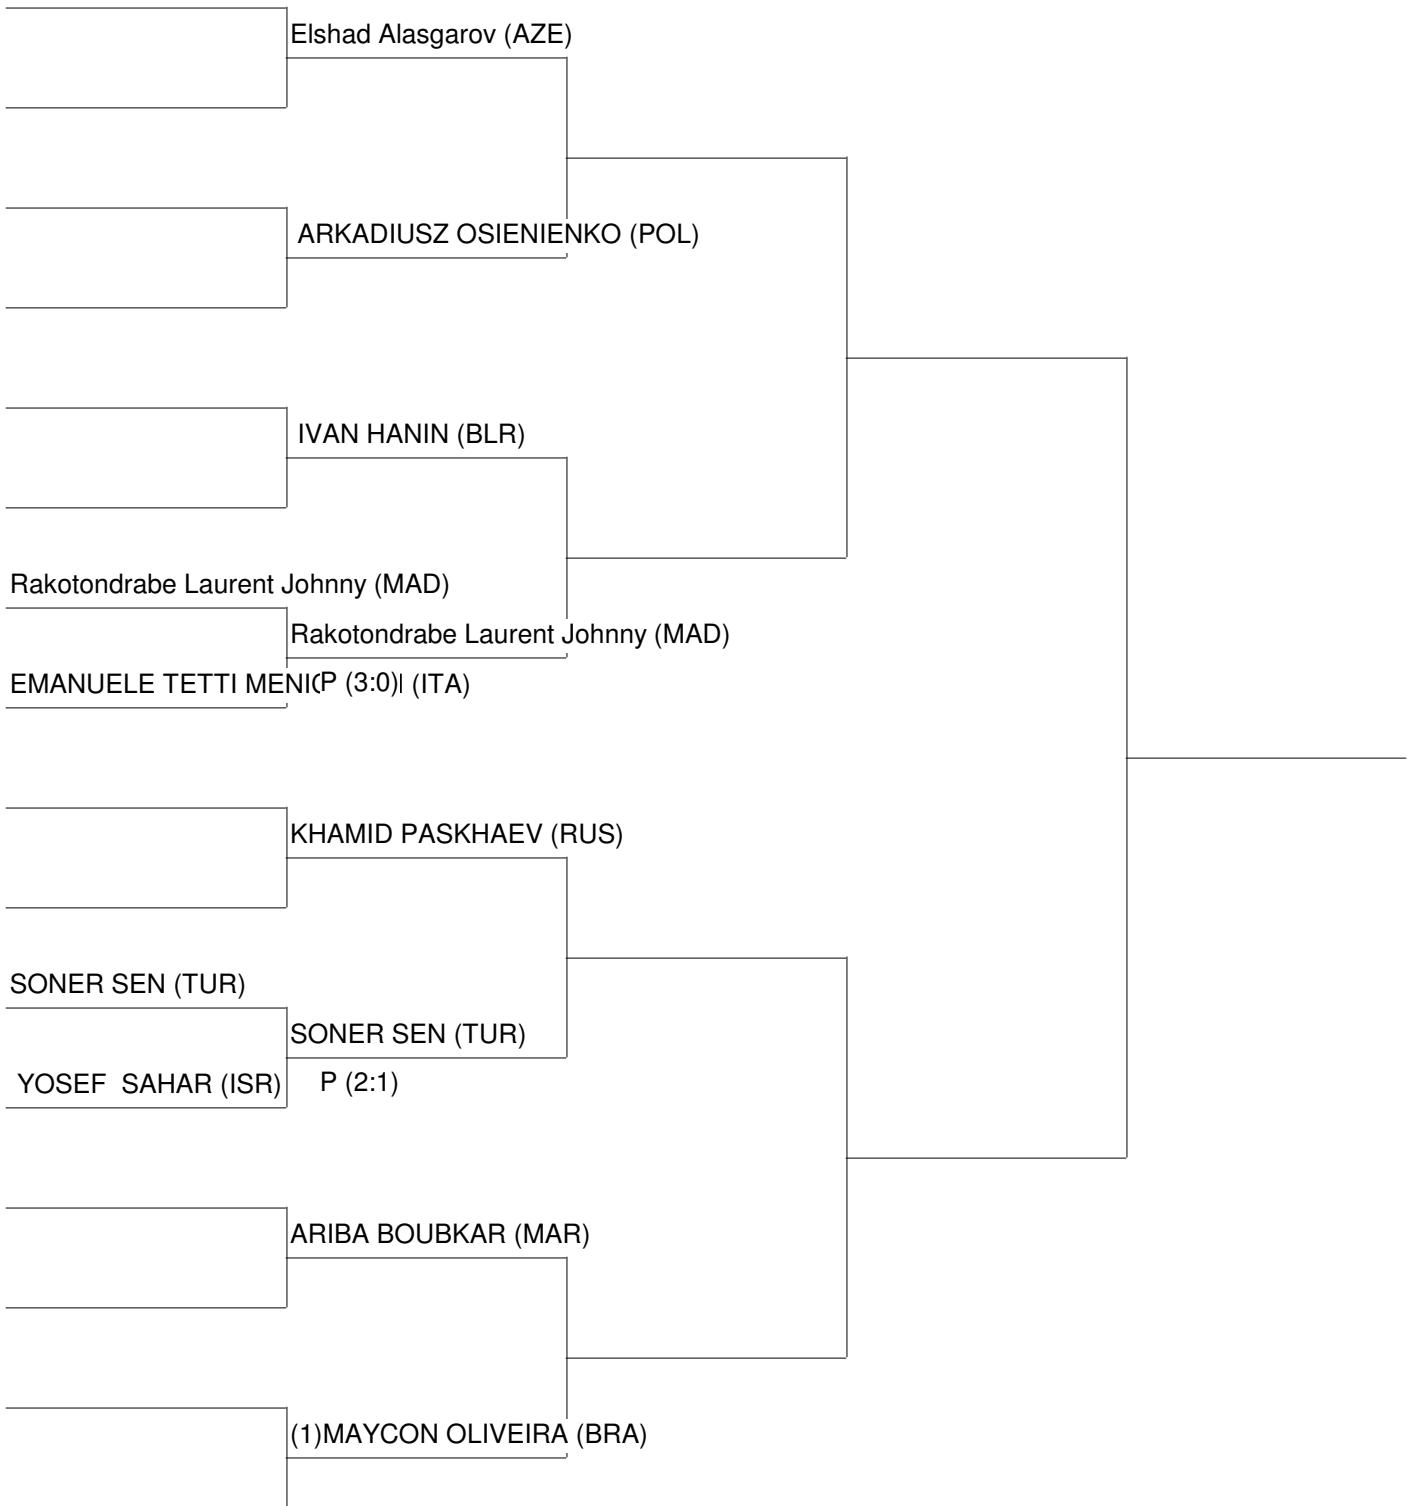 Elshad Alasgarov (AZE)
ARKADIUSZ OSIENIENKO (POL)
IVAN HANIN (BLR)
Rakotondrabe Laurent Johnny (MAD)
Rakotondrabe Laurent Johnny (MAD)
EMANUELE TETTI (ITA)
P (3:0)
KHAMID PASKHAEV (RUS)
SONER SEN (TUR)
SONER SEN (TUR)
YOSEF SAHAR (ISR)
P (2:1)
ARIBA BOUBKAR (MAR)
(1)MAYCON OLIVEIRA (BRA)